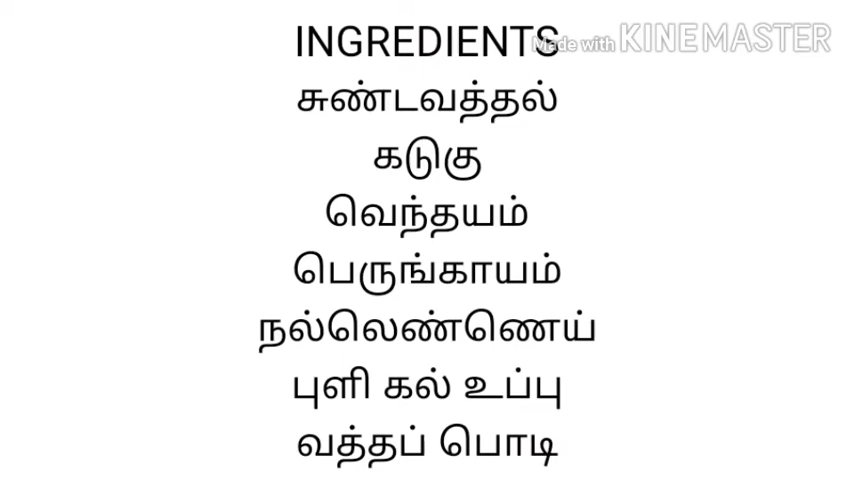 INGREDIENTS
Made with KINEMASTER
சுண்டவத்தல்
கடுகு
வெந்தயம்
பெருங்காயம்
நல்லெண்ணெய்
புளி கல் உப்பு
வத்தப் பொடி